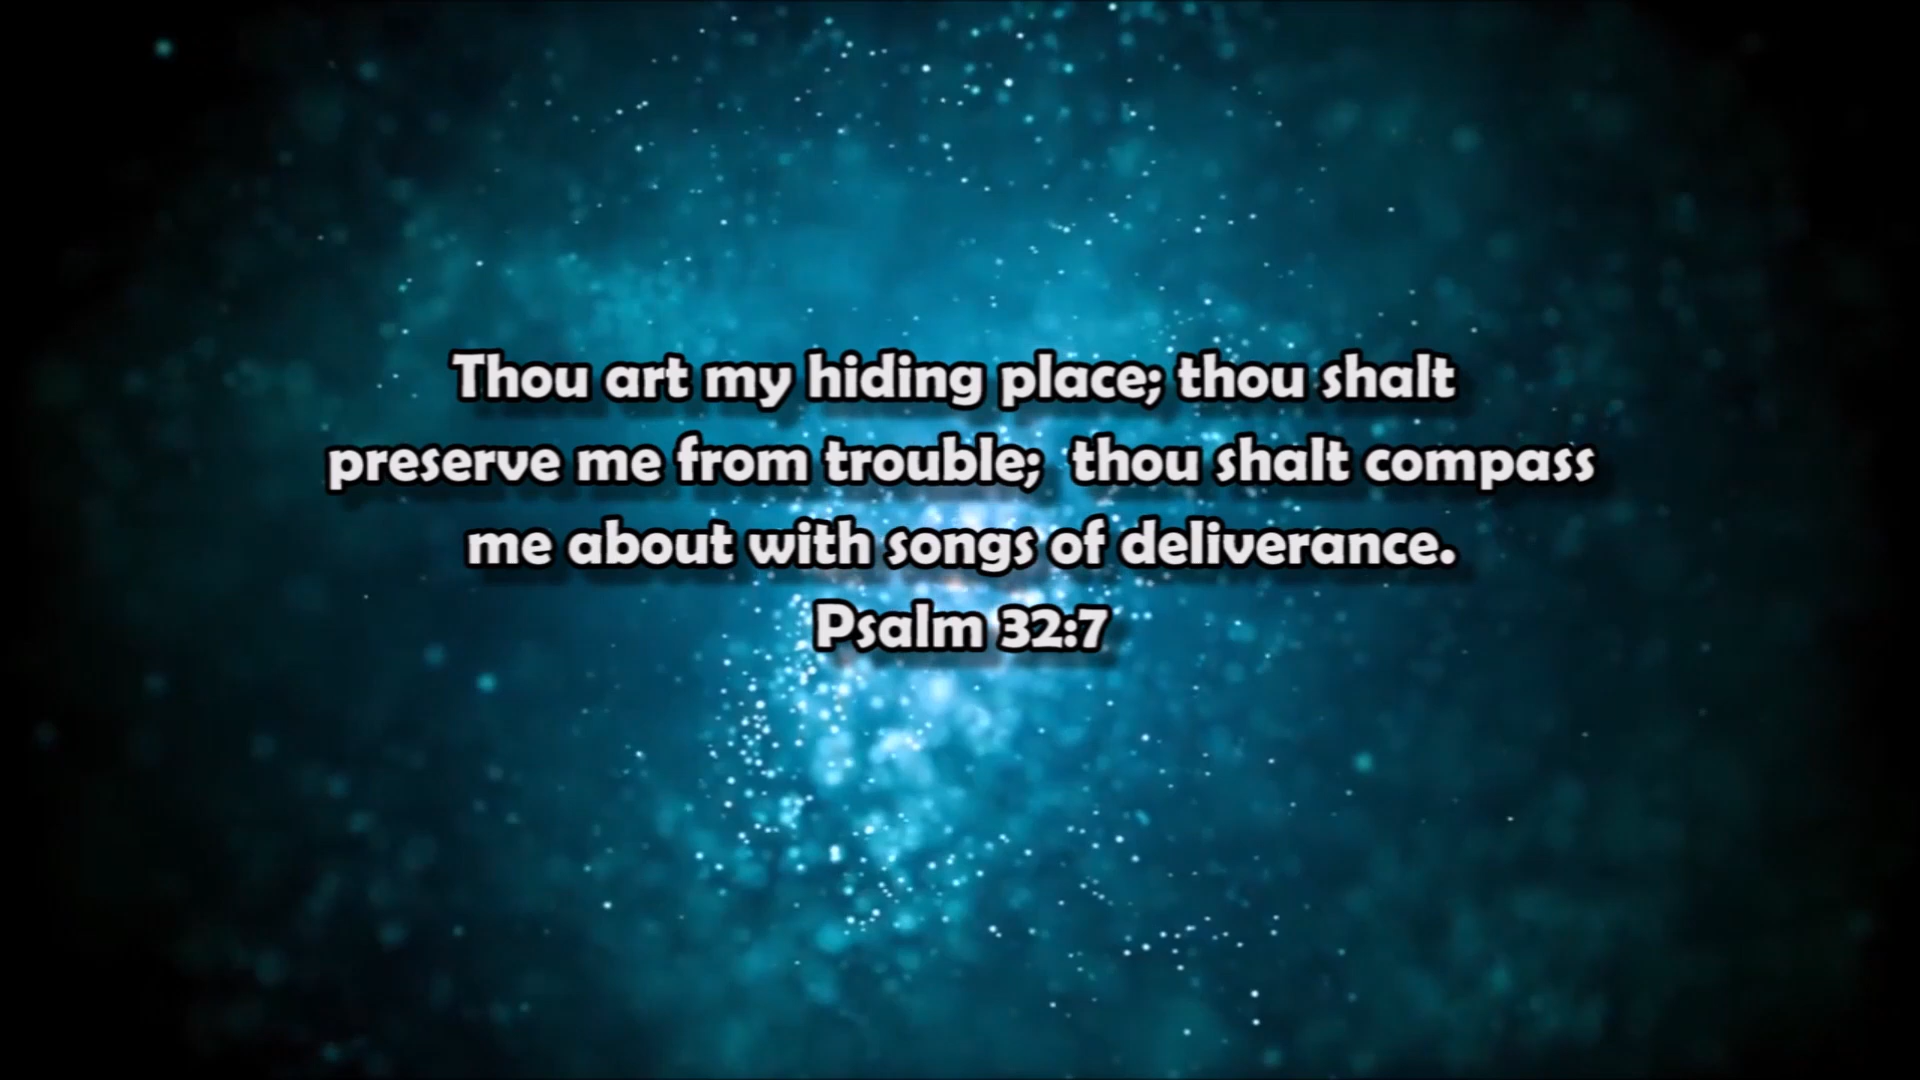 Thou art my hiding place; thou shalt
preserve me from trouble;  thou shalt compass
me about with songs of deliverance.
Psalm 32:7